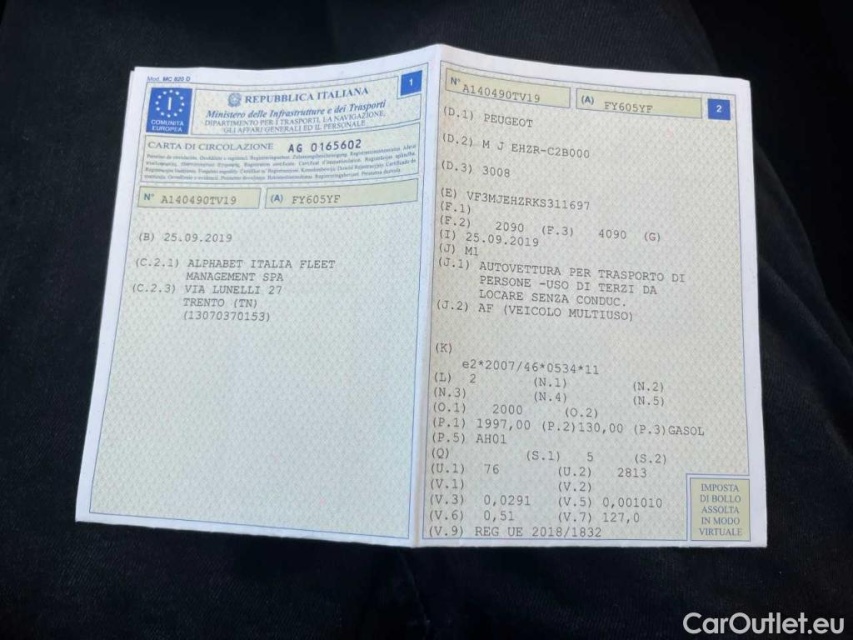 Mod. MC 820 D
1
COMUNITÀ
EUROPEA
REPUBBLICA ITALIANA
Ministero delle Infrastrutture e dei Trasporti
DIPARTIMENTO PER I TRASPORTI, LA NAVIGAZIONE,
GLI AFFARI GENERALI ED IL PERSONALE
CARTA DI CIRCOLAZIONE AG 0165602
N° A140490TV19 (A) FY605YF
(B) 25.09.2019
(C.2.1) ALPHABET ITALIA FLEET
MANAGEMENT SPA
(C.2.3) VIA LUNELLI 27
TRENTO (TN)
(13070370153)
N° A140490TV19 (A) FY605YF 2
(D.1) PEUGEOT
(D.2) M J EHZR-C2B000
(D.3) 3008
(E) VF3MJEHZRKS311697
(F.1)
(F.2) 2090 (F.3) 4090 (G)
(I) 25.09.2019
(J) M1
(J.1) AUTOVETTURA PER TRASPORTO DI
PERSONE -USO DI TERZI DA
LOCARE SENZA CONDUC.
(J.2) AF (VEICOLO MULTIUSO)
(K)
e2*2007/46*0534*11
(L) 2 (N.1) (N.2)
(N.3) (N.4) (N.5)
(O.1) 2000 (O.2)
(P.1) 1997,00 (P.2)130,00 (P.3)GASOL
(P.5) AH01
(Q) (S.1) 5 (S.2)
(U.1) 76 (U.2) 2813
(V.1) (V.2)
(V.3) 0,0291 (V.5) 0,001010
(V.6) 0,51 (V.7) 127,0
(V.9) REG UE 2018/1832
IMPOSTA
DI BOLLO
ASSOLTA
IN MODO
VIRTUALE
CarOutlet.eu